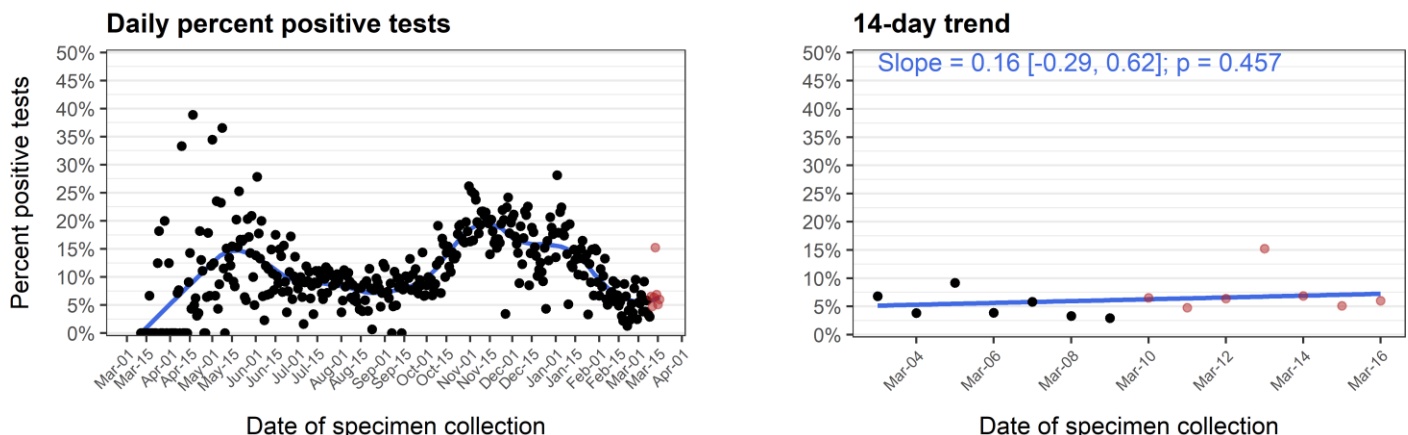 Daily percent positive tests
Percent positive tests
50%
45%
40%
35%
30%
25%
20%
15%
10%
5%
0%
Mar-01
Mar-15
Apr-01
Apr-15
May-01
May-15
Jun-01
Jun-15
Jul-01
Jul-15
Aug-01
Aug-15
Sep-01
Sep-15
Oct-01
Oct-15
Nov-01
Nov-15
Dec-01
Dec-15
Jan-01
Jan-15
Feb-01
Feb-15
Mar-01
Mar-15
Apr-01
Date of specimen collection
14-day trend
Slope = 0.16 [-0.29, 0.62]; p = 0.457
50%
45%
40%
35%
30%
25%
20%
15%
10%
5%
0%
Mar-04
Mar-06
Mar-08
Mar-10
Mar-12
Mar-14
Mar-16
Date of specimen collection